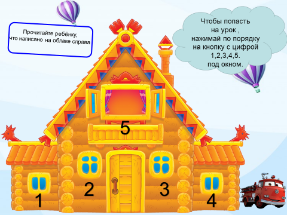 Прочитайте ребёнку,
что написано на облаке справа
Чтобы попасть
на урок ,
нажимай по порядку
на кнопку с цифрой
1,2,3,4,5.
под окном.
5
1
2
3
4